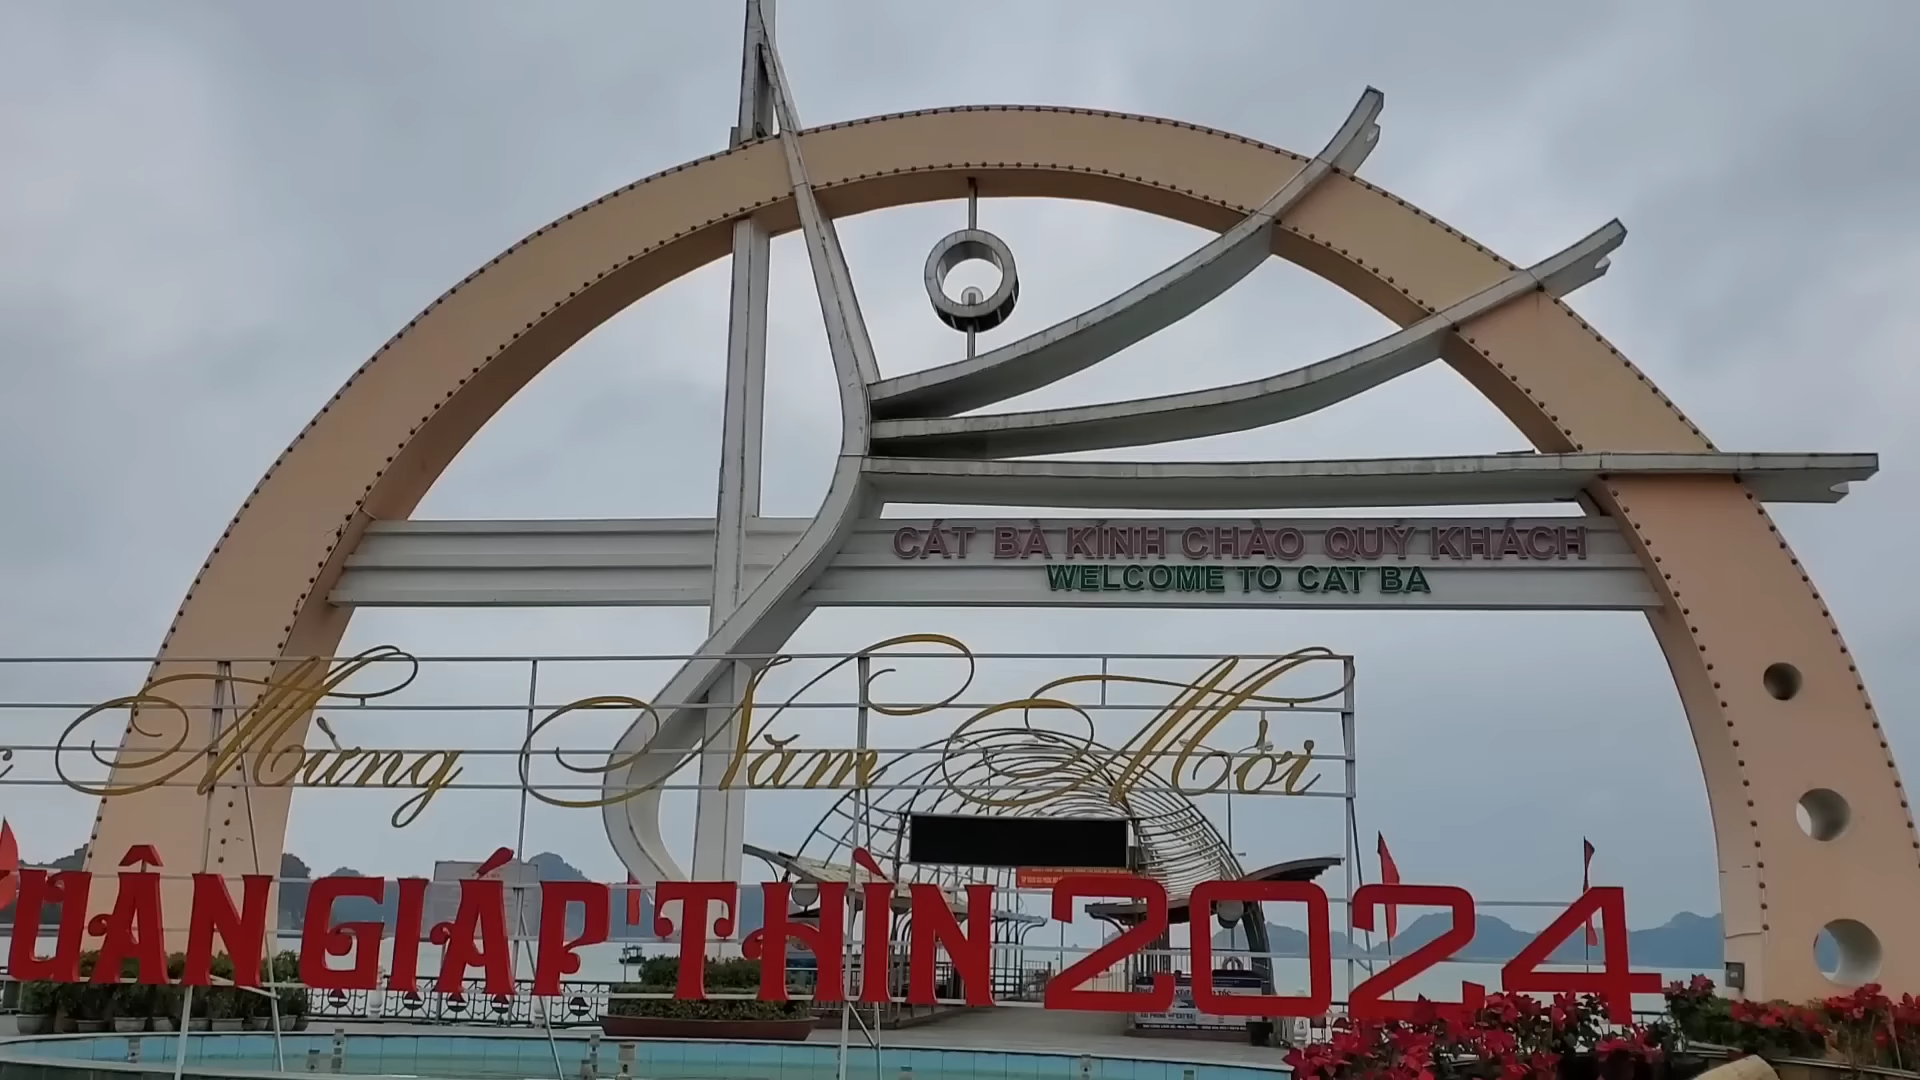 CÁT BÀ KÍNH CHÀO QUÝ KHÁCH
WELCOME TO CAT BA
Mừng Năm Mới
UÂN GIÁP THÌN 2024